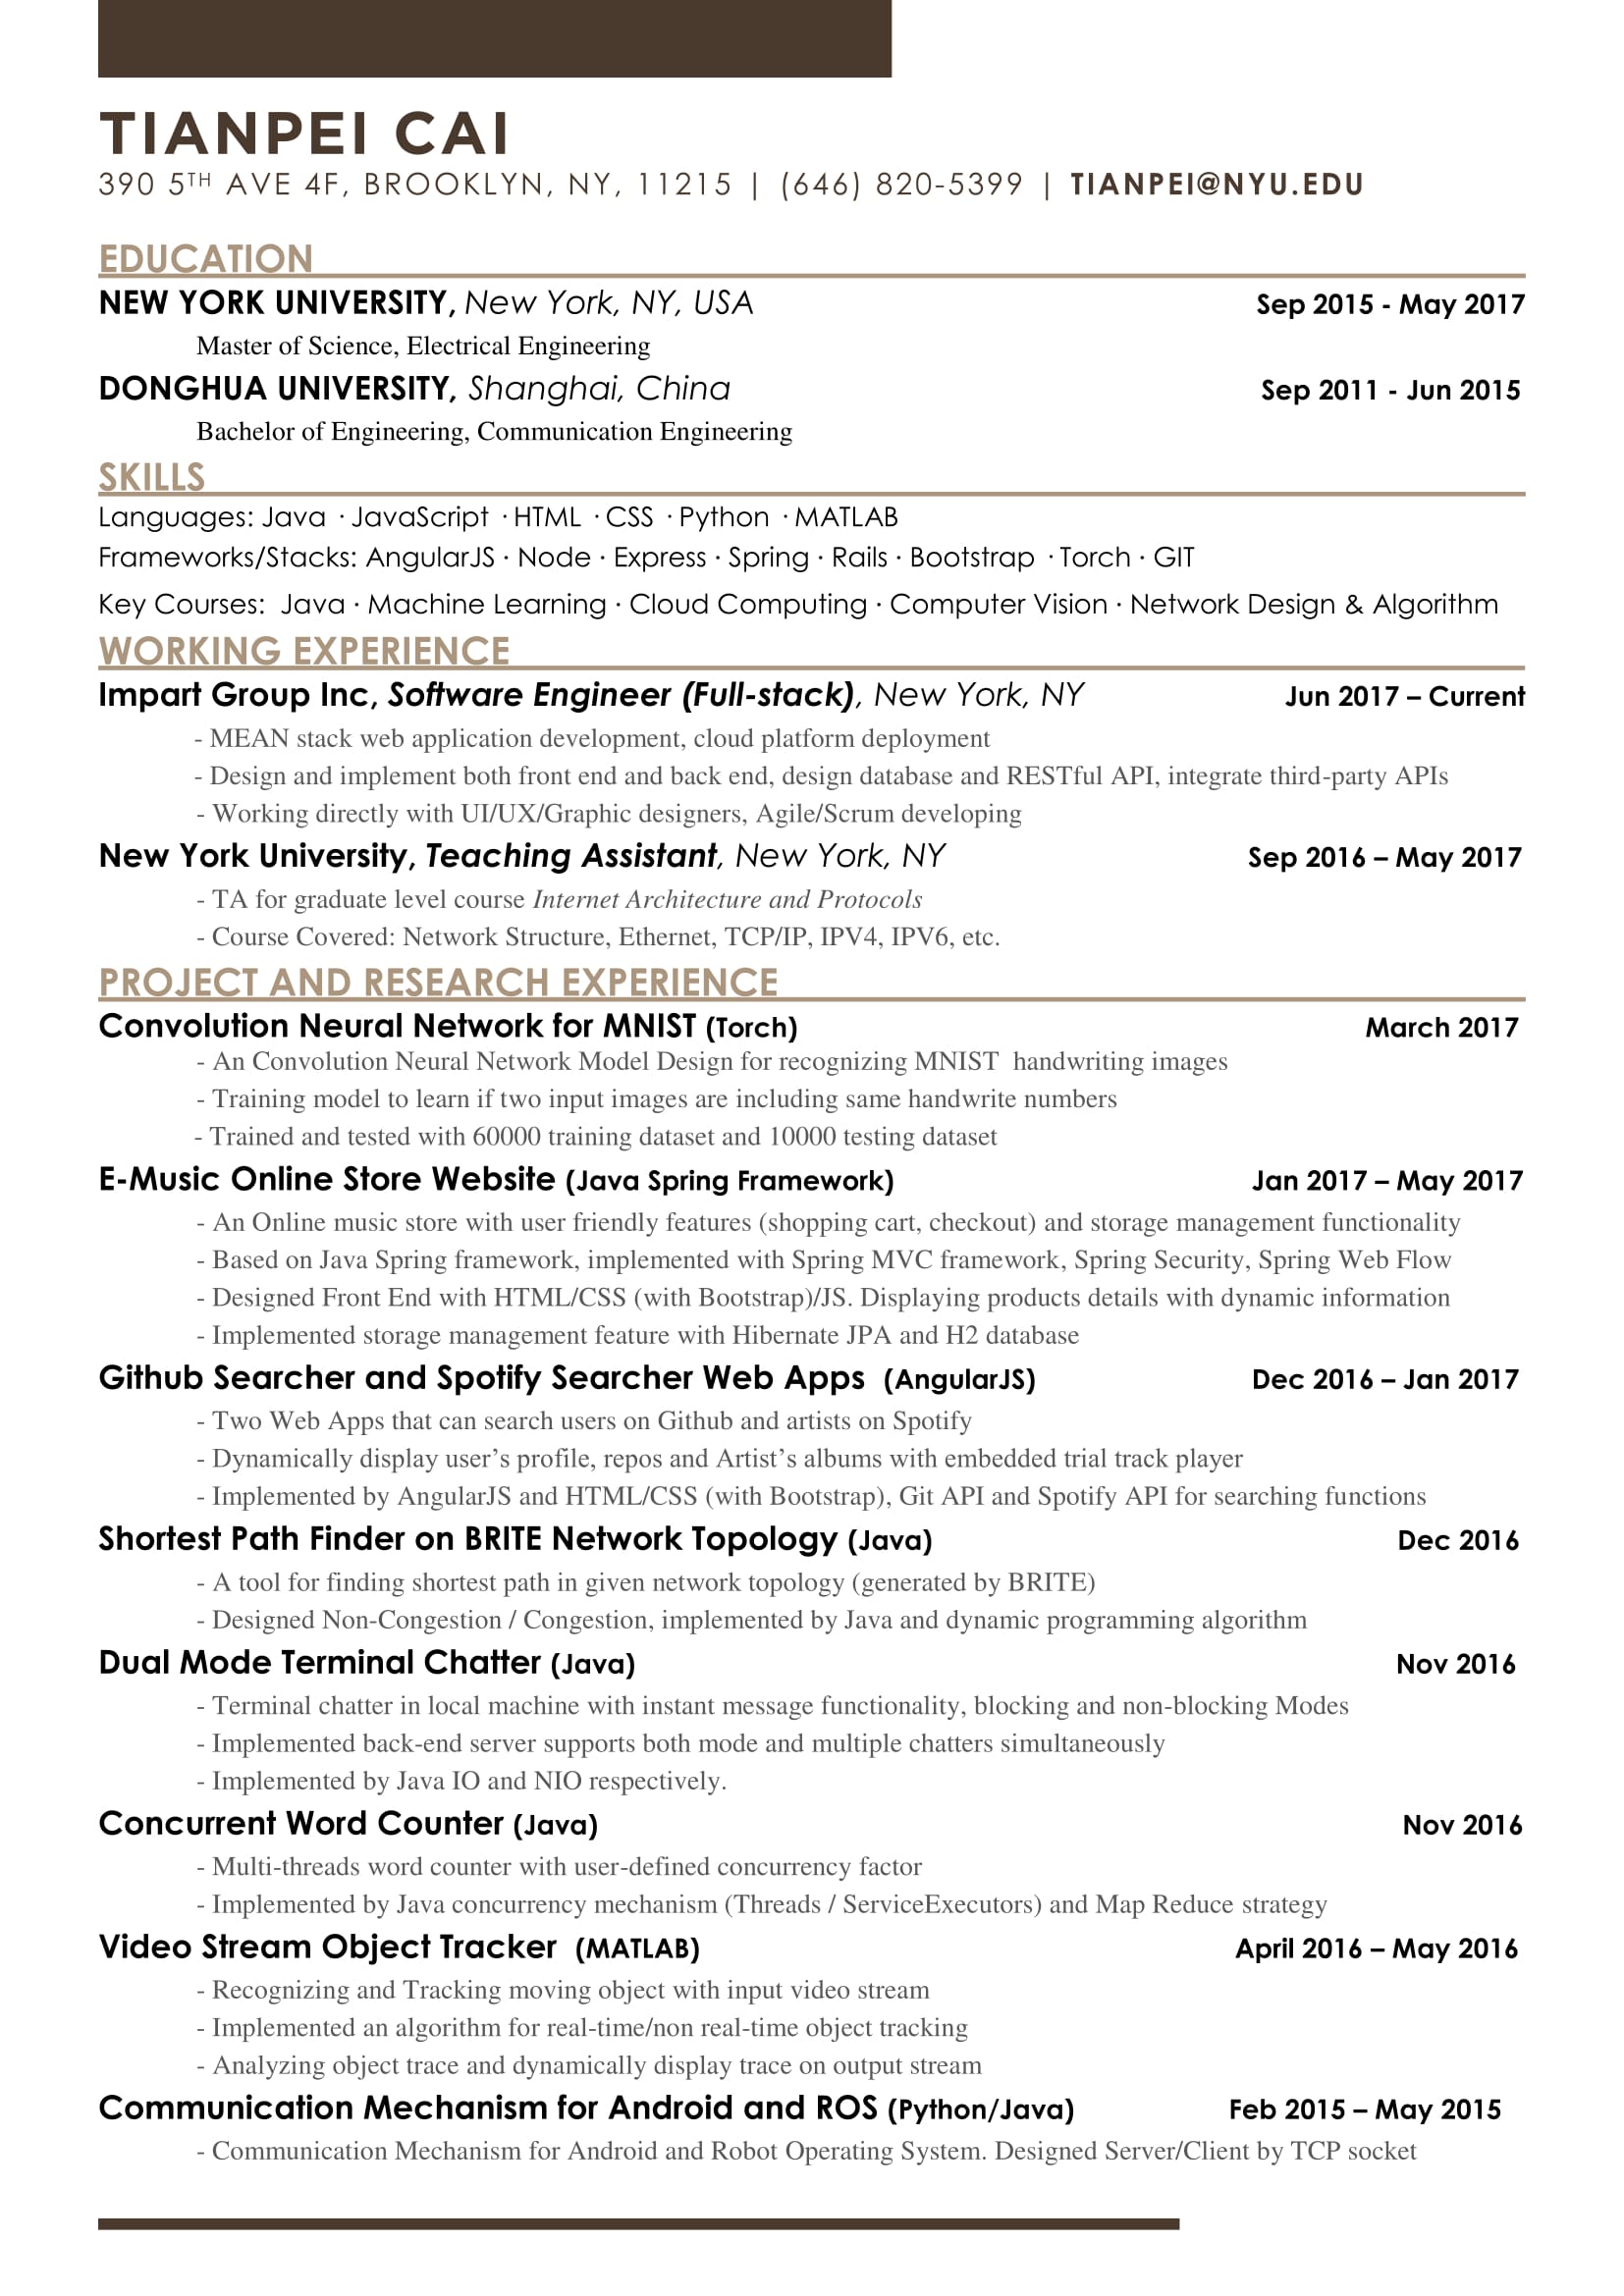 TIANPEI CAI
390 5TH AVE 4F, BROOKLYN, NY, 11215 | (646) 820-5399 | TIANPEI@NYU.EDU
EDUCATION
NEW YORK UNIVERSITY, New York, NY, USA Sep 2015 - May 2017
Master of Science, Electrical Engineering
DONGHUA UNIVERSITY, Shanghai, China Sep 2011 - Jun 2015
Bachelor of Engineering, Communication Engineering
SKILLS
Languages: Java · JavaScript · HTML · CSS · Python · MATLAB
Frameworks/Stacks: AngularJS · Node · Express · Spring · Rails · Bootstrap · Torch · GIT
Key Courses: Java · Machine Learning · Cloud Computing · Computer Vision · Network Design & Algorithm
WORKING EXPERIENCE
Impart Group Inc, Software Engineer (Full-stack), New York, NY Jun 2017 – Current
- MEAN stack web application development, cloud platform deployment
- Design and implement both front end and back end, design database and RESTful API, integrate third-party APIs
- Working directly with UI/UX/Graphic designers, Agile/Scrum developing
New York University, Teaching Assistant, New York, NY Sep 2016 – May 2017
- TA for graduate level course Internet Architecture and Protocols
- Course Covered: Network Structure, Ethernet, TCP/IP, IPV4, IPV6, etc.
PROJECT AND RESEARCH EXPERIENCE
Convolution Neural Network for MNIST (Torch) March 2017
- An Convolution Neural Network Model Design for recognizing MNIST handwriting images
- Training model to learn if two input images are including same handwrite numbers
- Trained and tested with 60000 training dataset and 10000 testing dataset
E-Music Online Store Website (Java Spring Framework) Jan 2017 – May 2017
- An Online music store with user friendly features (shopping cart, checkout) and storage management functionality
- Based on Java Spring framework, implemented with Spring MVC framework, Spring Security, Spring Web Flow
- Designed Front End with HTML/CSS (with Bootstrap)/JS. Displaying products details with dynamic information
- Implemented storage management feature with Hibernate JPA and H2 database
Github Searcher and Spotify Searcher Web Apps (AngularJS) Dec 2016 – Jan 2017
- Two Web Apps that can search users on Github and artists on Spotify
- Dynamically display user’s profile, repos and Artist’s albums with embedded trial track player
- Implemented by AngularJS and HTML/CSS (with Bootstrap), Git API and Spotify API for searching functions
Shortest Path Finder on BRITE Network Topology (Java) Dec 2016
- A tool for finding shortest path in given network topology (generated by BRITE)
- Designed Non-Congestion / Congestion, implemented by Java and dynamic programming algorithm
Dual Mode Terminal Chatter (Java) Nov 2016
- Terminal chatter in local machine with instant message functionality, blocking and non-blocking Modes
- Implemented back-end server supports both mode and multiple chatters simultaneously
- Implemented by Java IO and NIO respectively.
Concurrent Word Counter (Java) Nov 2016
- Multi-threads word counter with user-defined concurrency factor
- Implemented by Java concurrency mechanism (Threads / ServiceExecutors) and Map Reduce strategy
Video Stream Object Tracker (MATLAB) April 2016 – May 2016
- Recognizing and Tracking moving object with input video stream
- Implemented an algorithm for real-time/non real-time object tracking
- Analyzing object trace and dynamically display trace on output stream
Communication Mechanism for Android and ROS (Python/Java) Feb 2015 – May 2015
- Communication Mechanism for Android and Robot Operating System. Designed Server/Client by TCP socket